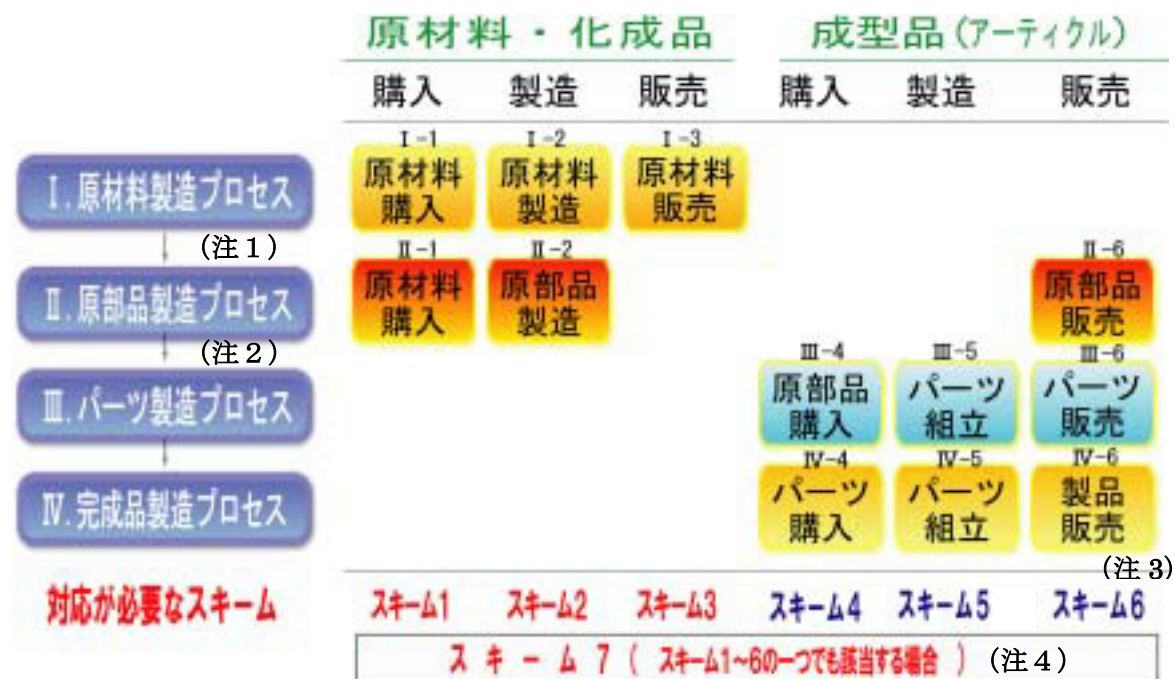 原材料・化成品 成型品(アーティクル)
購入 製造 販売 購入 製造 販売
Ⅰ-1 Ⅰ-2 Ⅰ-3
Ⅰ.原材料製造プロセス
原材料 原材料 原材料
購入 製造 販売
(注1)
Ⅱ-1 Ⅱ-2 Ⅱ-6
Ⅱ.原部品製造プロセス
原材料 原部品 原部品
購入 製造 販売
(注2)
Ⅲ-4 Ⅲ-5 Ⅲ-6
Ⅲ.パーツ製造プロセス
原部品 パーツ パーツ
購入 組立 販売
Ⅳ-4 Ⅳ-5 Ⅳ-6
Ⅳ.完成品製造プロセス
パーツ パーツ 製品
購入 組立 販売
(注3)
対応が必要なスキーム スキーム1 スキーム2 スキーム3 スキーム4 スキーム5 スキーム6
スキーム7(スキーム1~6の一つでも該当する場合)(注4)